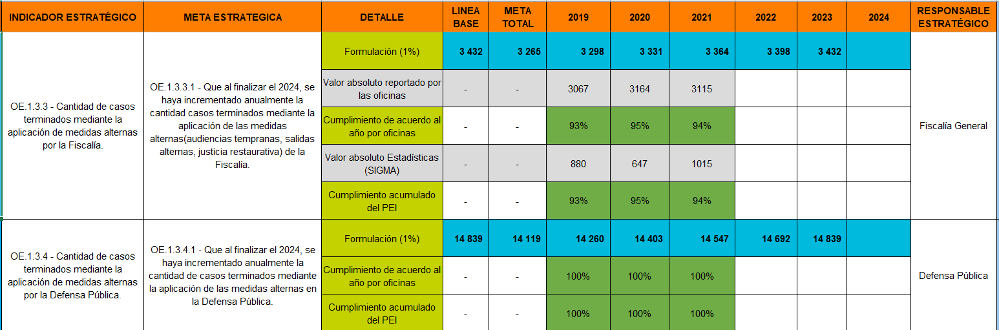 INDICADOR ESTRATÉGICO
META ESTRATEGICA
DETALLE
LINEA
BASE
META
TOTAL
2019
2020
2021
2022
2023
2024
RESPONSABLE
ESTRATÉGICO
OE.1.3.3 - Cantidad de casos
terminados mediante la
aplicación de medidas alternas
por la Fiscalía.
OE.1.3.3.1 - Que al finalizar el 2024, se
haya incrementado anualmente la
cantidad casos terminados mediante la
aplicación de las medidas
alternas(audiencias tempranas, salidas
alternas, justicia restaurativa) de la
Fiscalía.
Formulación (1%)
3 432
3 265
3 298
3 331
3 364
3 398
3 432
Valor absoluto reportado por
las oficinas
-
-
3067
3164
3115
Cumplimiento de acuerdo al
año por oficinas
-
-
93%
95%
94%
Valor absoluto Estadísticas
(SIGMA)
-
-
880
647
1015
Cumplimiento acumulado
del PEI
-
-
93%
95%
94%
Fiscalía General
OE.1.3.4 - Cantidad de casos
terminados mediante la
aplicación de medidas alternas
por la Defensa Pública.
OE.1.3.4.1 - Que al finalizar el 2024, se
haya incrementado anualmente la
cantidad de casos terminados mediante
la aplicación de las medidas alternas en
la Defensa Pública.
Formulación (1%)
14 839
14 119
14 260
14 403
14 547
14 692
14 839
Cumplimiento de acuerdo al
año por oficinas
-
-
100%
100%
100%
Cumplimiento acumulado
del PEI
-
-
100%
100%
100%
Defensa Pública